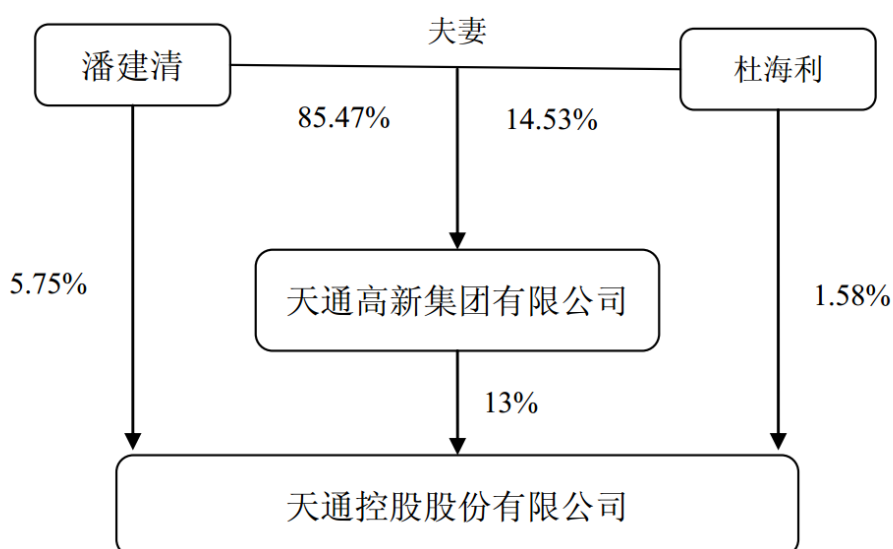 夫妻
潘建清
杜海利
85.47%
14.53%
5.75%
天通高新集团有限公司
1.58%
13%
天通控股股份有限公司